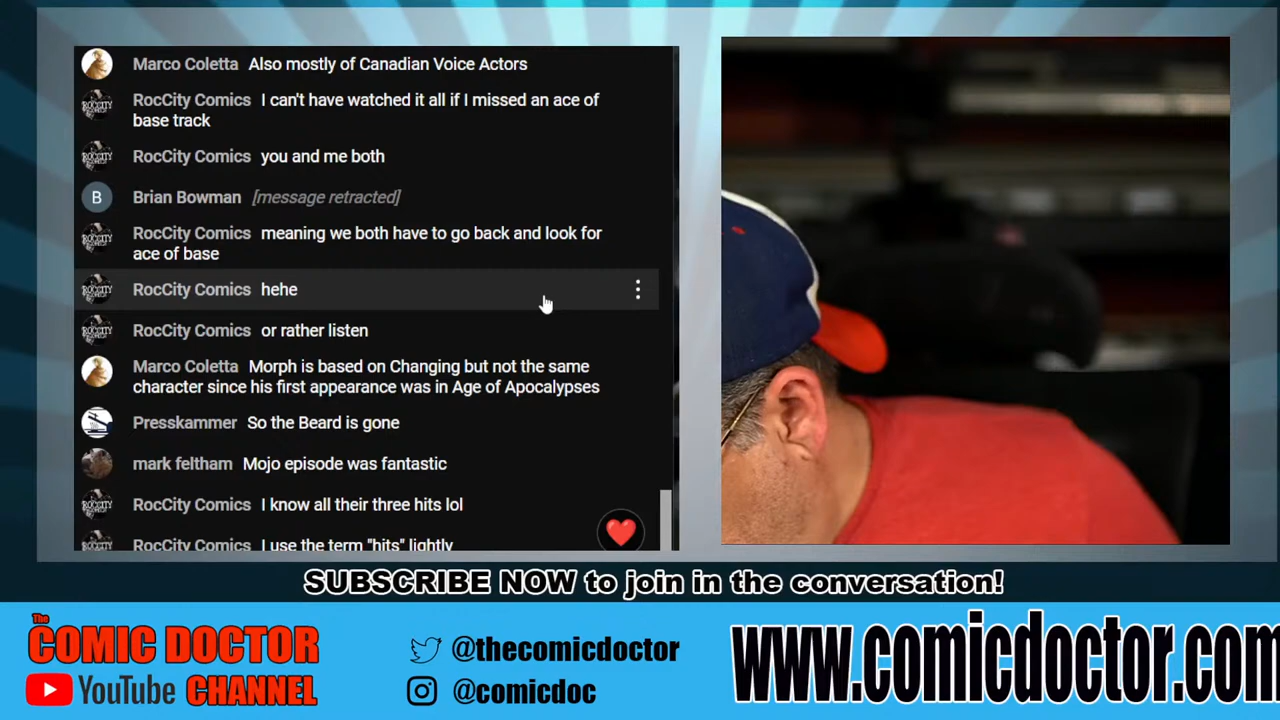 Marco Coletta Also mostly of Canadian Voice Actors
RocCity Comics I can't have watched it all if I missed an ace of
base track
RocCity Comics you and me both
B Brian Bowman [message retracted]
RocCity Comics meaning we both have to go back and look for
ace of base
RocCity Comics hehe
RocCity Comics or rather listen
Marco Coletta Morph is based on Changing but not the same
character since his first appearance was in Age of Apocalypses
Presskammer So the Beard is gone
mark feltham Mojo episode was fantastic
RocCity Comics I know all their three hits lol
RocCity Comics I use the term "hits" lightly
SUBSCRIBE NOW to join in the conversation!
The
COMIC DOCTOR
YouTube CHANNEL
@thecomicdoctor
@comicdoc
www.comicdoctor.com